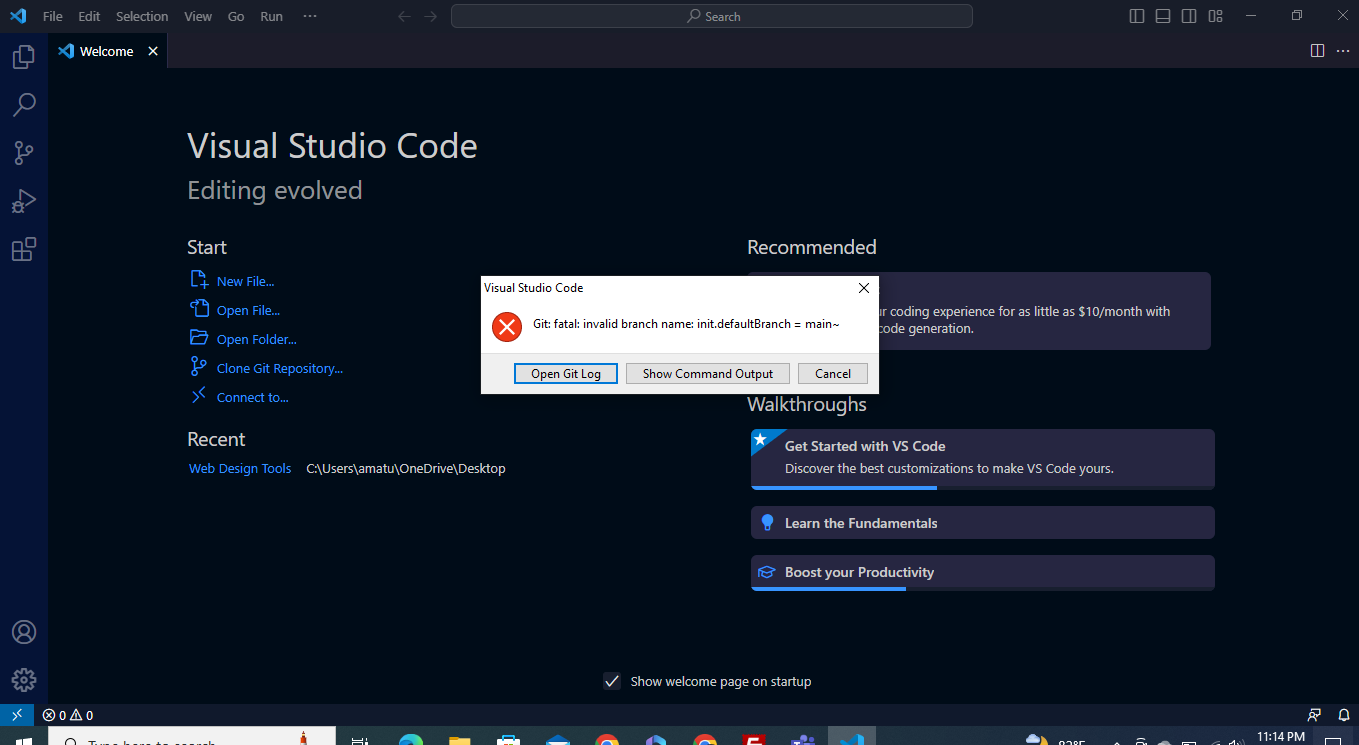 File Edit Selection View Go Run ···
Search
Welcome
Visual Studio Code
Editing evolved
Start
New File...
Open File...
Open Folder...
Clone Git Repository...
Connect to...
Recent
Web Design Tools C:\Users\amatu\OneDrive\Desktop
Recommended
ur coding experience for as little as $10/month with
code generation.
Visual Studio Code
Git: fatal: invalid branch name: init.defaultBranch = main~
Open Git Log Show Command Output Cancel
Walkthroughs
Get Started with VS Code
Discover the best customizations to make VS Code yours.
Learn the Fundamentals
Boost your Productivity
Show welcome page on startup
0 0
Type here to search
82°F
11:14 PM